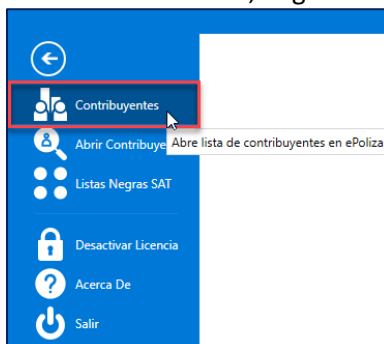 Contribuyentes
Abrir Contribuye
Abre lista de contribuyentes en ePoliza
Listas Negras SAT
Desactivar Licencia
Acerca De
Salir